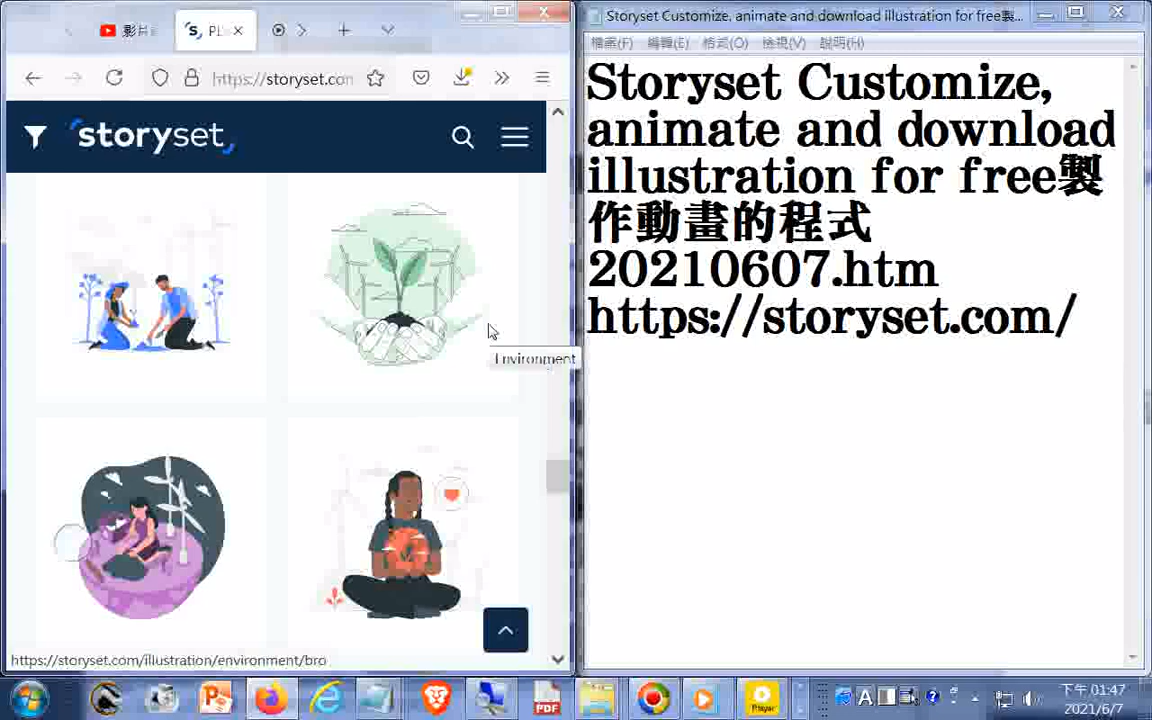 影片
https://storyset.con
storyset
Environment
https://storyset.com/illustration/environment/bro
Storyset Customize, animate and download illustration for free製...
檔案(F) 編輯(E) 格式(O) 檢視(V) 說明(H)
Storyset Customize,
animate and download
illustration for free製
作動畫的程式
20210607.htm
https://storyset.com/
PDF
Player
A
下午 01:47
2021/6/7